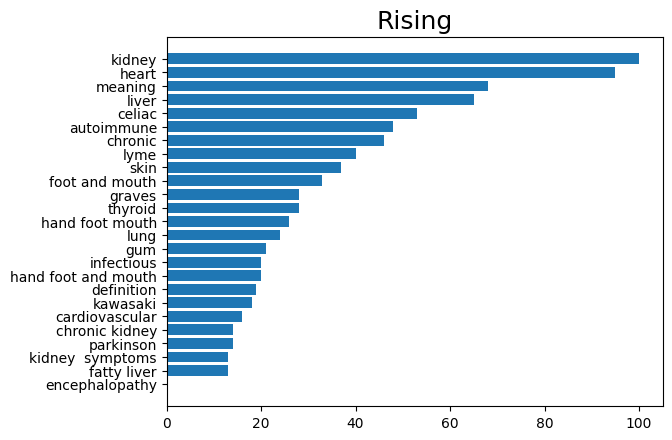 Rising
kidney
heart
meaning
liver
celiac
autoimmune
chronic
lyme
skin
foot and mouth
graves
thyroid
hand foot mouth
lung
gum
infectious
hand foot and mouth
definition
kawasaki
cardiovascular
chronic kidney
parkinson
kidney  symptoms
fatty liver
encephalopathy
0 20 40 60 80 100